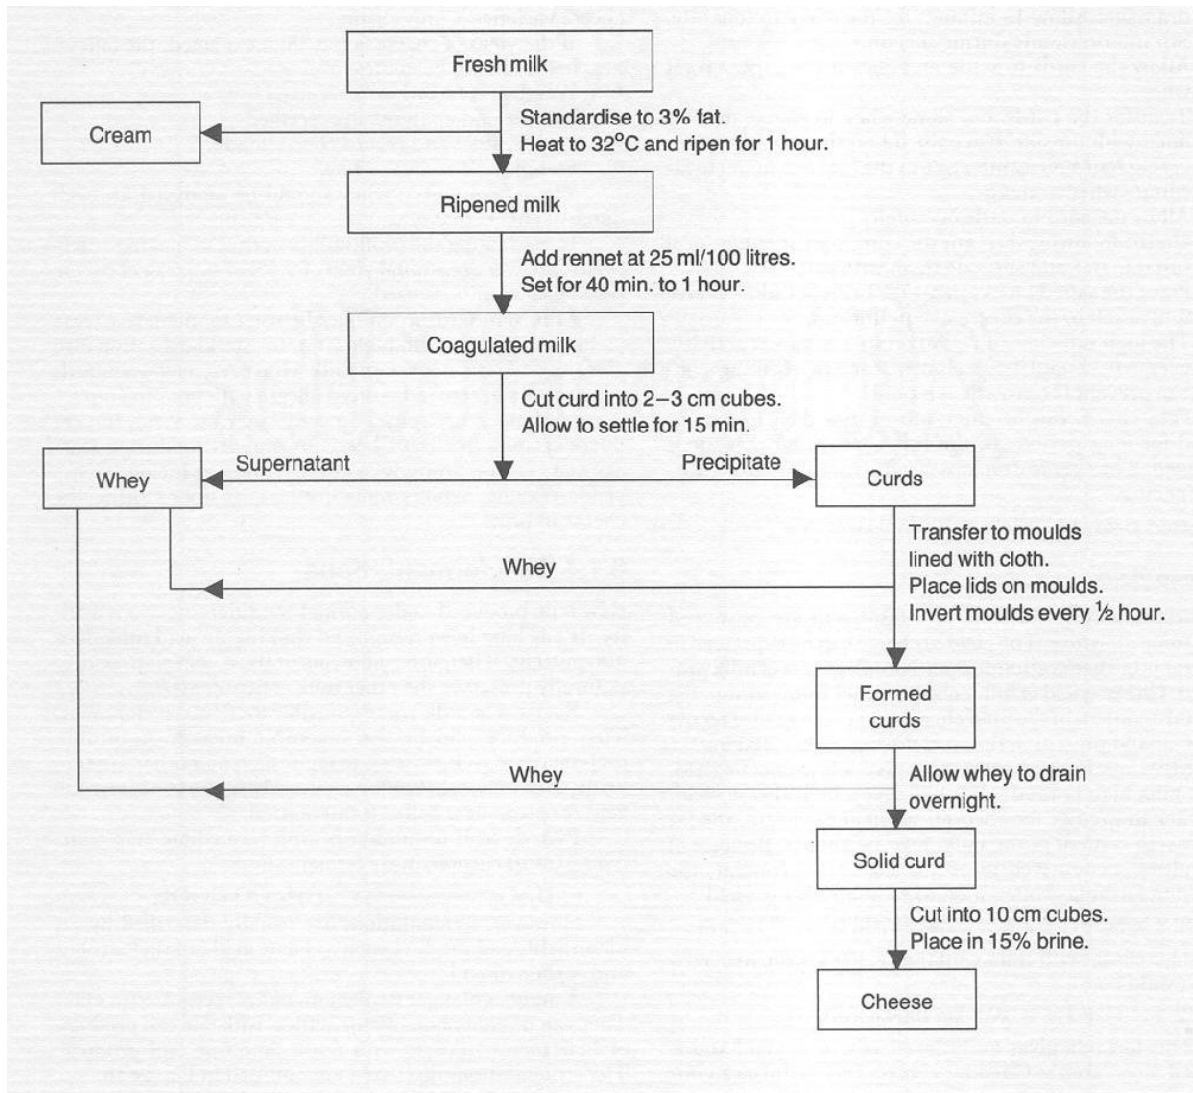 Fresh milk
Cream
Standardise to 3% fat.
Heat to 32°C and ripen for 1 hour.
Ripened milk
Add rennet at 25 ml/100 litres.
Set for 40 min. to 1 hour.
Coagulated milk
Cut curd into 2–3 cm cubes.
Allow to settle for 15 min.
Whey
Supernatant
Precipitate
Curds
Transfer to moulds
lined with cloth.
Place lids on moulds.
Invert moulds every ½ hour.
Whey
Formed
curds
Whey
Allow whey to drain
overnight.
Solid curd
Cut into 10 cm cubes.
Place in 15% brine.
Cheese